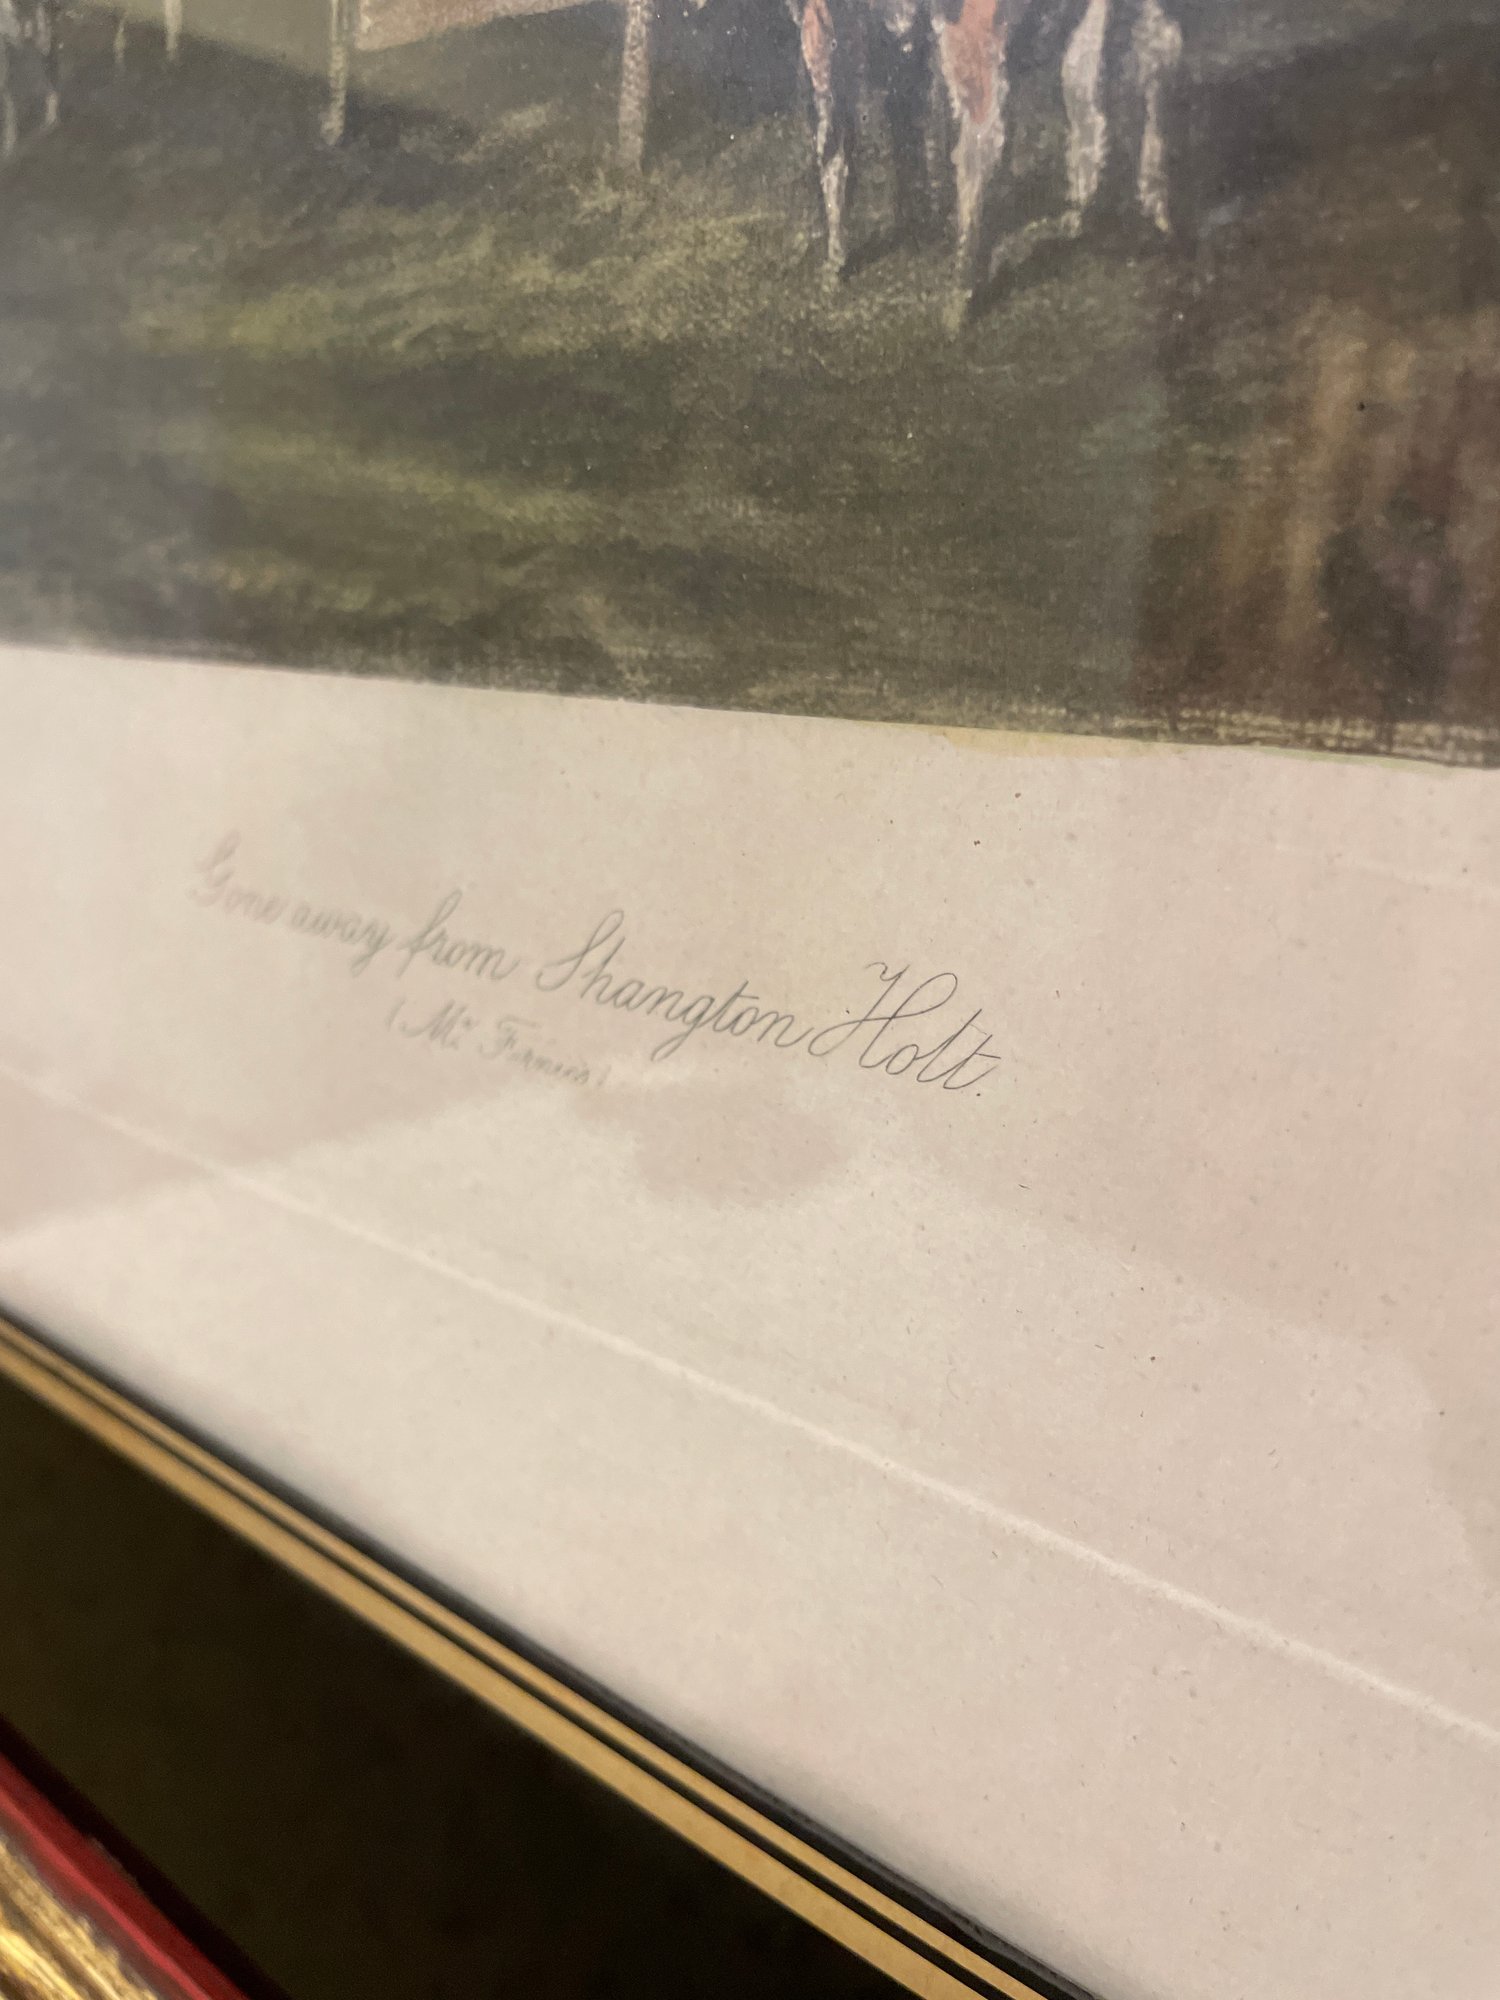 Gone away from Shangton Holt.
(Mr. Fernie's)